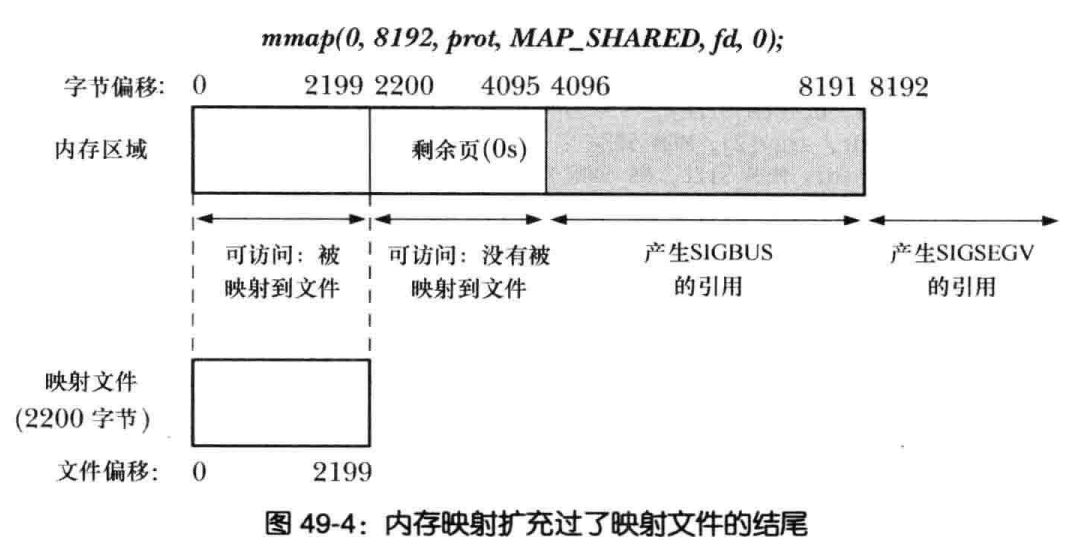 mmap(0, 8192, prot, MAP_SHARED, fd, 0);
字节偏移: 0 2199 2200 4095 4096 8191 8192
内存区域 剩余页(0s)
可访问：被 可访问：没有被 产生SIGBUS 产生SIGSEGV
映射到文件 映射到文件 的引用 的引用
映射文件
(2200 字节)
文件偏移: 0 2199
图 49-4：内存映射扩充过了映射文件的结尾